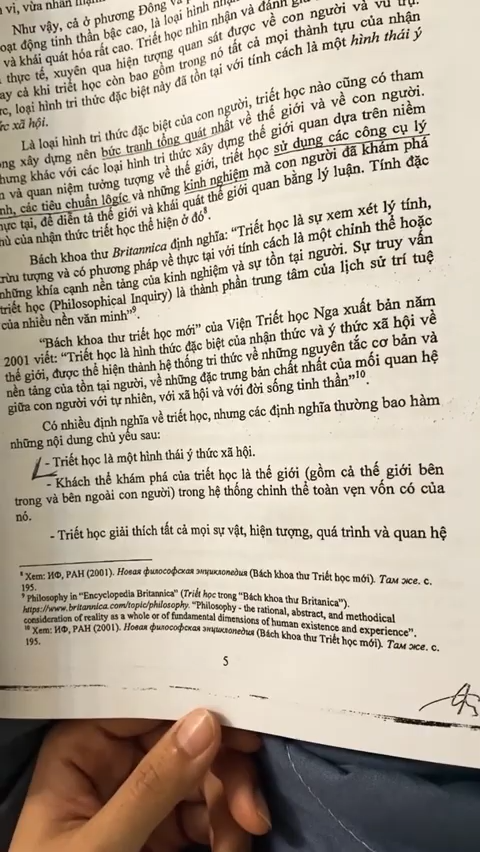 vi, vừa nhấn mạnh
Như vậy, cả ở phương Đông và
oạt động tinh thần bậc cao, là loại hình nhận
và khái quát hóa rất cao. Triết học nhìn nhận và đánh giá
thực tế, xuyên qua hiện tượng quan sát được về con người và vũ trụ.
ay cả khi triết học còn bao gồm trong nó tất cả mọi thành tựu của nhận
ức, loại hình tri thức đặc biệt này đã tồn tại với tính cách là một hình thái ý
ức xã hội.
Là loại hình tri thức đặc biệt của con người, triết học nào cũng có tham
ọng xây dựng nên bức tranh tổng quát nhất về thế giới và về con người.
hưng khác với các loại hình tri thức xây dựng thế giới quan dựa trên niềm
n và quan niệm tưởng tượng về thế giới, triết học sử dụng các công cụ lý
nh, các tiêu chuẩn lôgíc và những kinh nghiệm mà con người đã khám phá
hực tại, để diễn tả thế giới và khái quát thế giới quan bằng lý luận. Tính đặc
hù của nhận thức triết học thể hiện ở đó⁸.
Bách khoa thư Britannica định nghĩa: “Triết học là sự xem xét lý tính,
trừu tượng và có phương pháp về thực tại với tính cách là một chỉnh thể hoặc
những khía cạnh nền tảng của kinh nghiệm và sự tồn tại người. Sự truy vấn
triết học (Philosophical Inquiry) là thành phần trung tâm của lịch sử trí tuệ
của nhiều nền văn minh”⁹.
“Bách khoa thư triết học mới” của Viện Triết học Nga xuất bản năm
2001 viết: “Triết học là hình thức đặc biệt của nhận thức và ý thức xã hội về
thế giới, được thể hiện thành hệ thống tri thức về những nguyên tắc cơ bản và
nền tảng của tồn tại người, về những đặc trưng bản chất nhất của mối quan hệ
giữa con người với tự nhiên, với xã hội và với đời sống tinh thần”¹⁰.
Có nhiều định nghĩa về triết học, nhưng các định nghĩa thường bao hàm
những nội dung chủ yếu sau:
- Triết học là một hình thái ý thức xã hội.
- Khách thể khám phá của triết học là thế giới (gồm cả thế giới bên
trong và bên ngoài con người) trong hệ thống chỉnh thể toàn vẹn vốn có của
nó.
- Triết học giải thích tất cả mọi sự vật, hiện tượng, quá trình và quan hệ
⁸ Xem: ИФ, РАН (2001). Новая философская энциклопедия (Bách khoa thư Triết học mới). Там же. c.
195.
⁹ Philosophy in “Encyclopedia Britannica” (Triết học trong “Bách khoa thư Britanica”).
https://www.britannica.com/topic/philosophy. “Philosophy - the rational, abstract, and methodical
consideration of reality as a whole or of fundamental dimensions of human existence and experience”.
¹⁰ Xem: ИФ, РАН (2001). Новая философская энциклопедия (Bách khoa thư Triết học mới). Там же. c.
195.
5